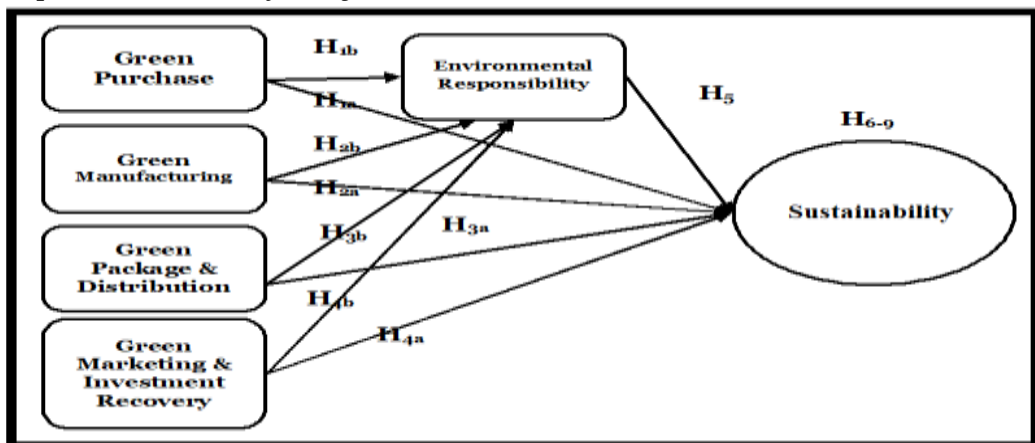 Green
Purchase
H1b
Environmental
Responsibility
H5
H6-9
H1a
Green
Manufacturing
H2b
H2a
Sustainability
Green
Package &
Distribution
H3b
H3a
H4b
Green
Marketing &
Investment
Recovery
H4a